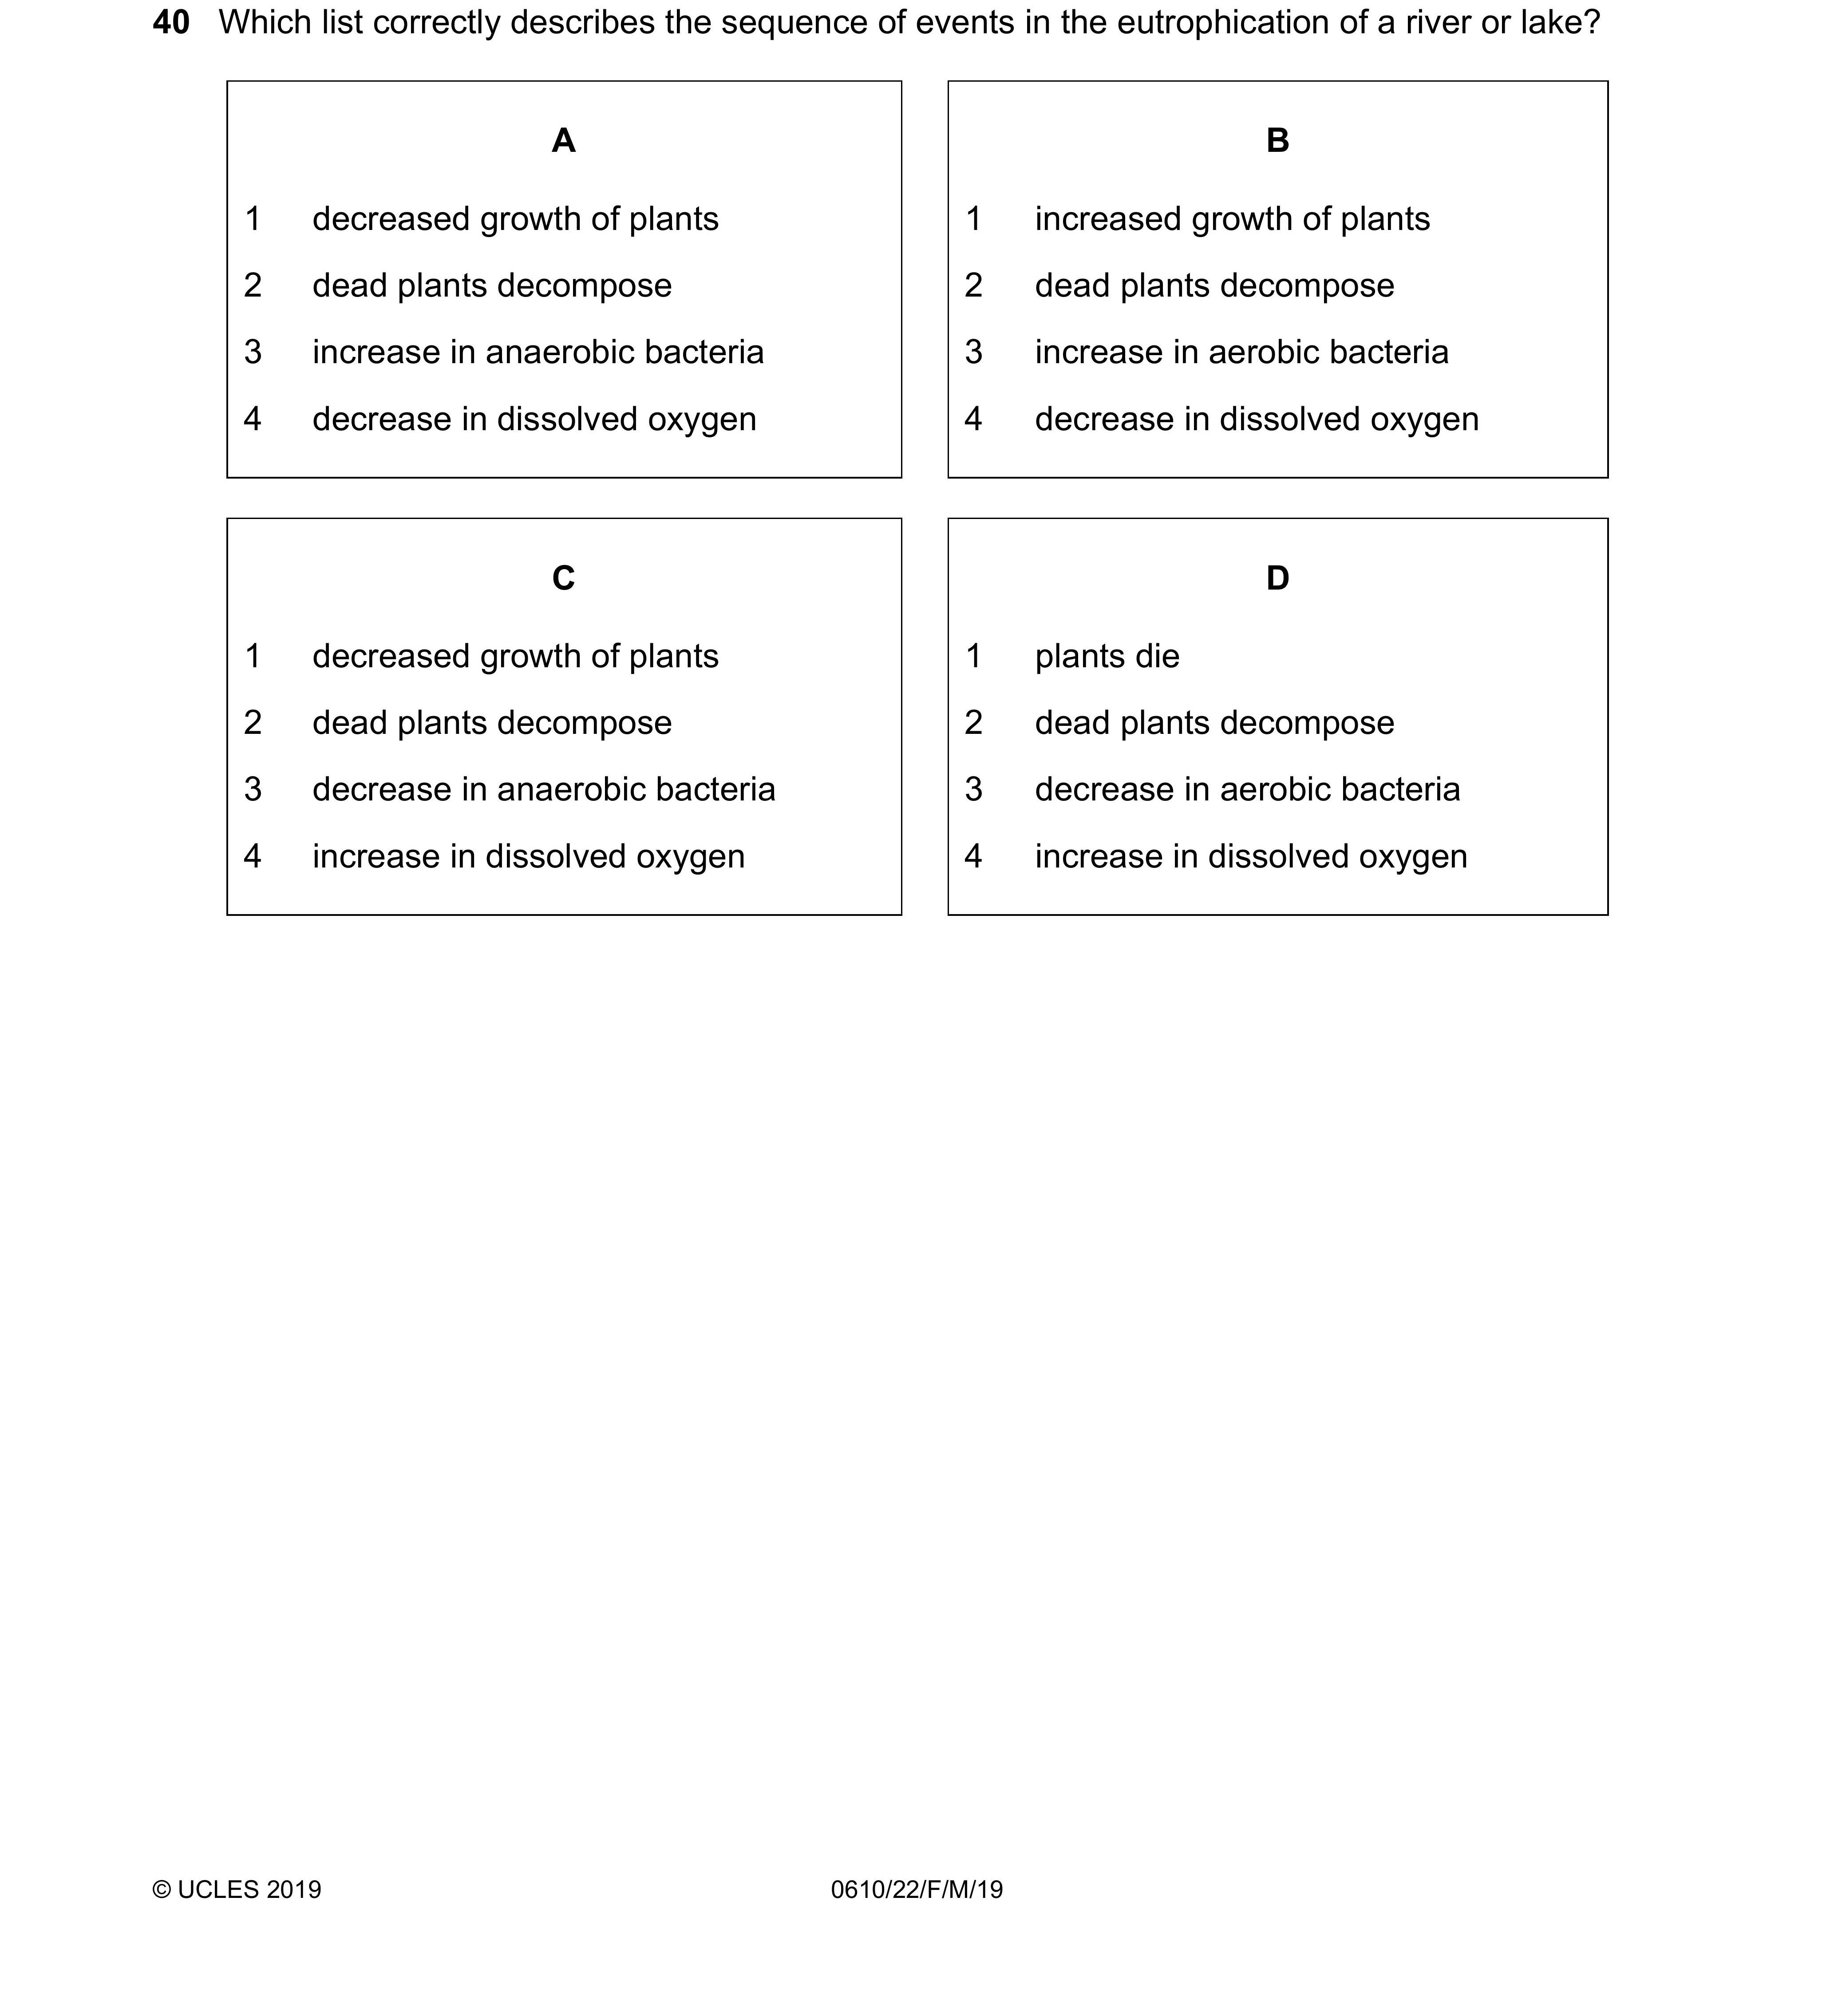 40 Which list correctly describes the sequence of events in the eutrophication of a river or lake?
A
1 decreased growth of plants
2 dead plants decompose
3 increase in anaerobic bacteria
4 decrease in dissolved oxygen
B
1 increased growth of plants
2 dead plants decompose
3 increase in aerobic bacteria
4 decrease in dissolved oxygen
C
1 decreased growth of plants
2 dead plants decompose
3 decrease in anaerobic bacteria
4 increase in dissolved oxygen
D
1 plants die
2 dead plants decompose
3 decrease in aerobic bacteria
4 increase in dissolved oxygen
© UCLES 2019 0610/22/F/M/19